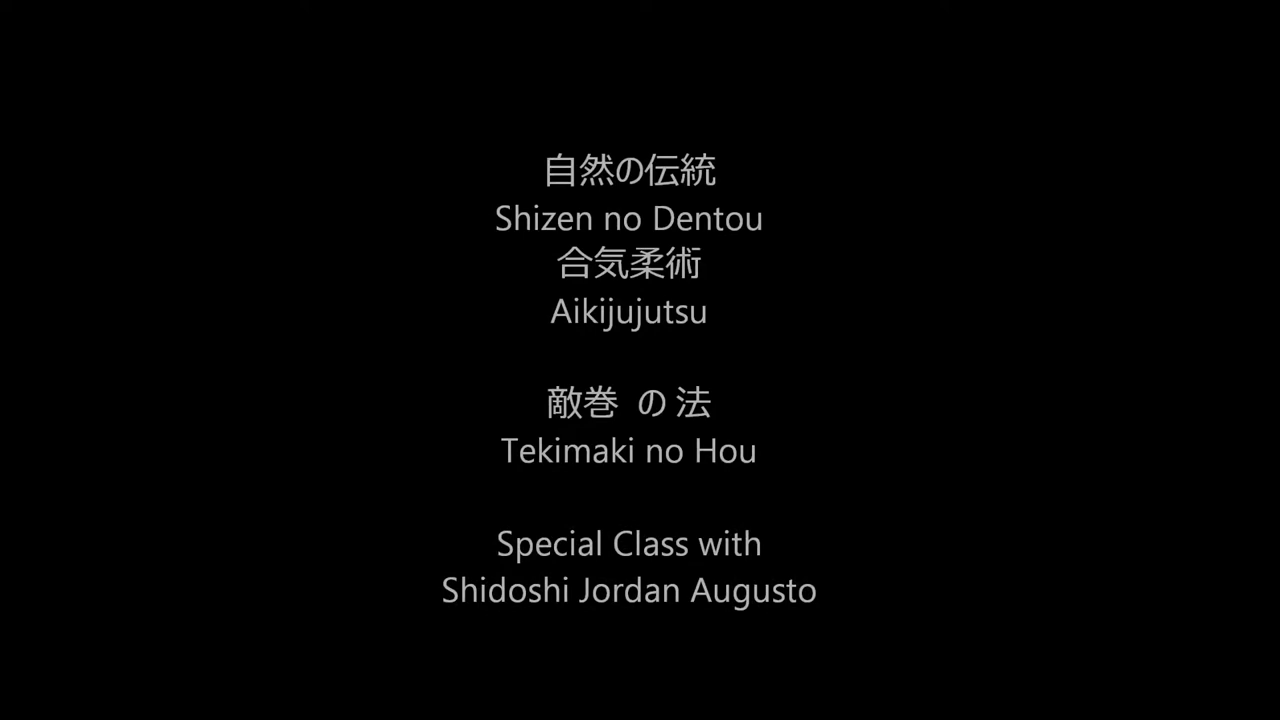 自然の伝統
Shizen no Dentou
合気柔術
Aikijujutsu
敵巻 の 法
Tekimaki no Hou
Special Class with
Shidoshi Jordan Augusto